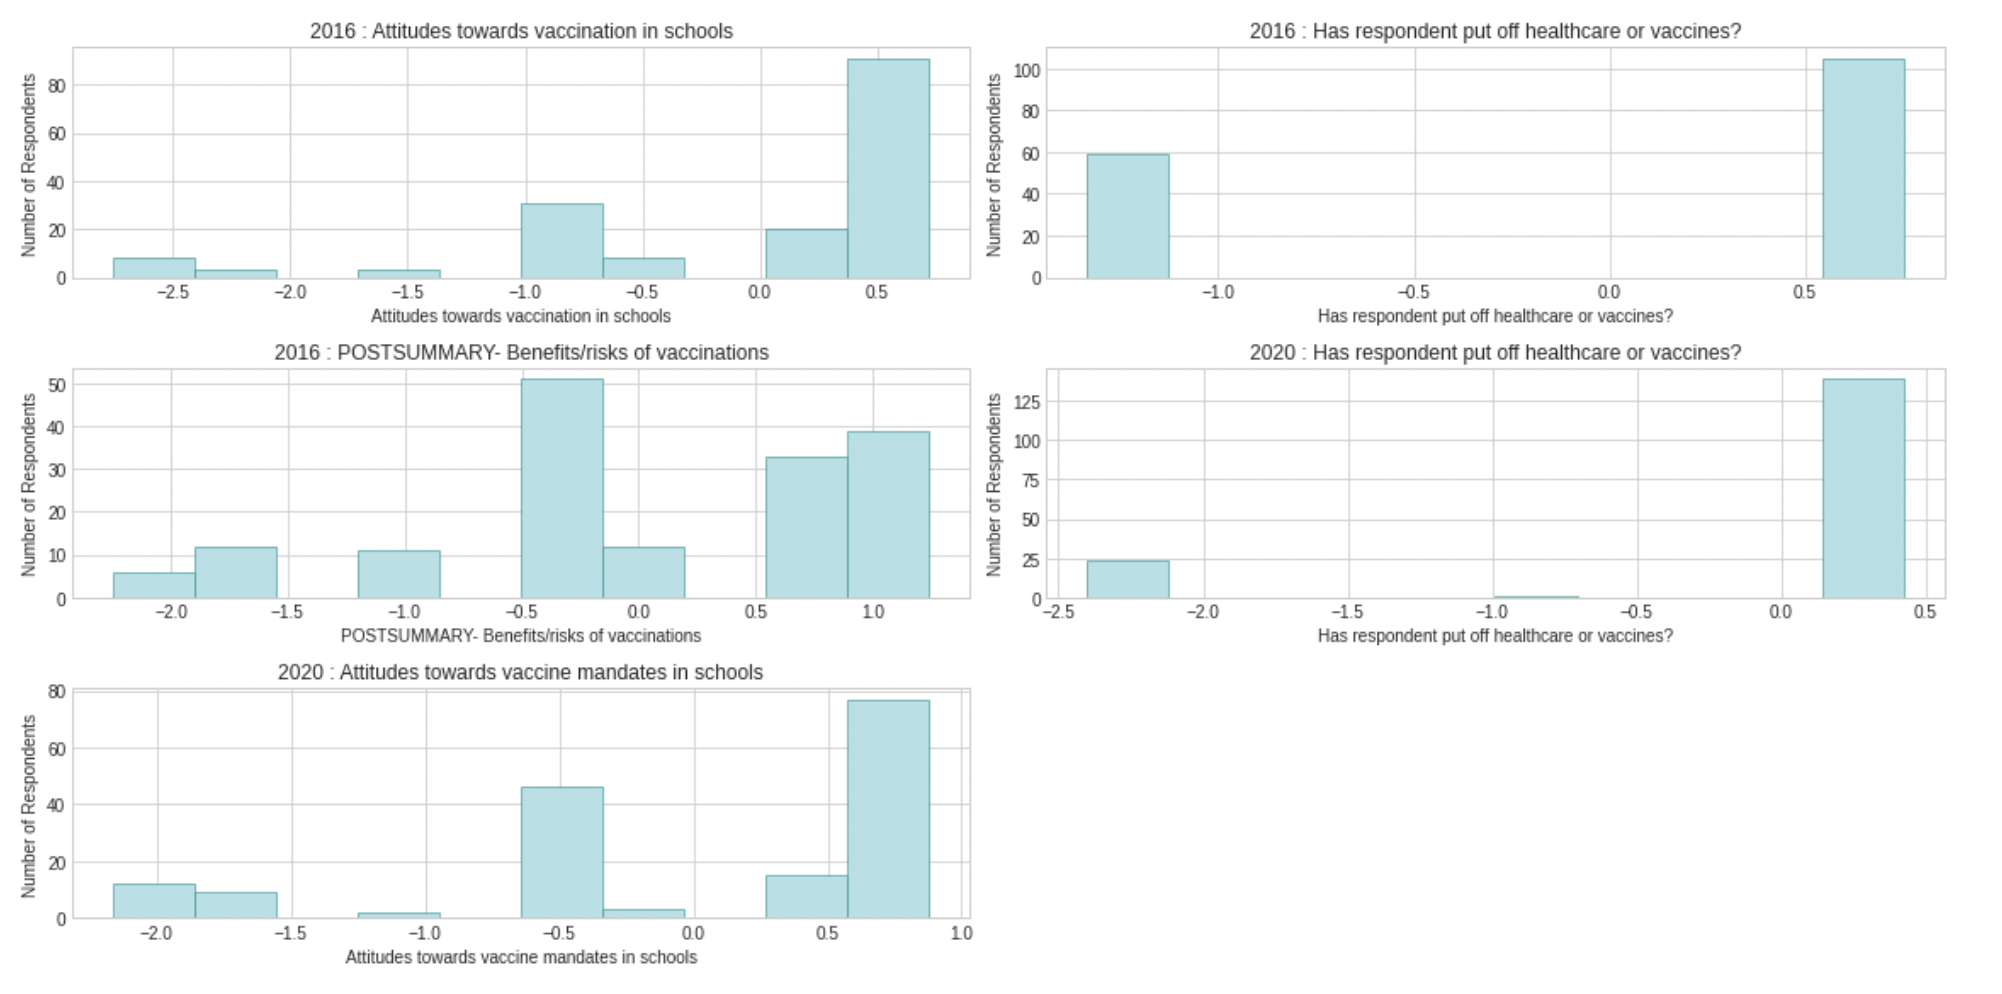 2016 : Attitudes towards vaccination in schools
Number of Respondents
80
60
40
20
0
−2.5 −2.0 −1.5 −1.0 −0.5 0.0 0.5
Attitudes towards vaccination in schools
2016 : Has respondent put off healthcare or vaccines?
Number of Respondents
100
80
60
40
20
0
−1.0 −0.5 0.0 0.5
Has respondent put off healthcare or vaccines?
2016 : POSTSUMMARY- Benefits/risks of vaccinations
Number of Respondents
50
40
30
20
10
0
−2.0 −1.5 −1.0 −0.5 0.0 0.5 1.0
POSTSUMMARY- Benefits/risks of vaccinations
2020 : Has respondent put off healthcare or vaccines?
Number of Respondents
125
100
75
50
25
0
−2.5 −2.0 −1.5 −1.0 −0.5 0.0 0.5
Has respondent put off healthcare or vaccines?
2020 : Attitudes towards vaccine mandates in schools
Number of Respondents
80
60
40
20
0
−2.0 −1.5 −1.0 −0.5 0.0 0.5 1.0
Attitudes towards vaccine mandates in schools